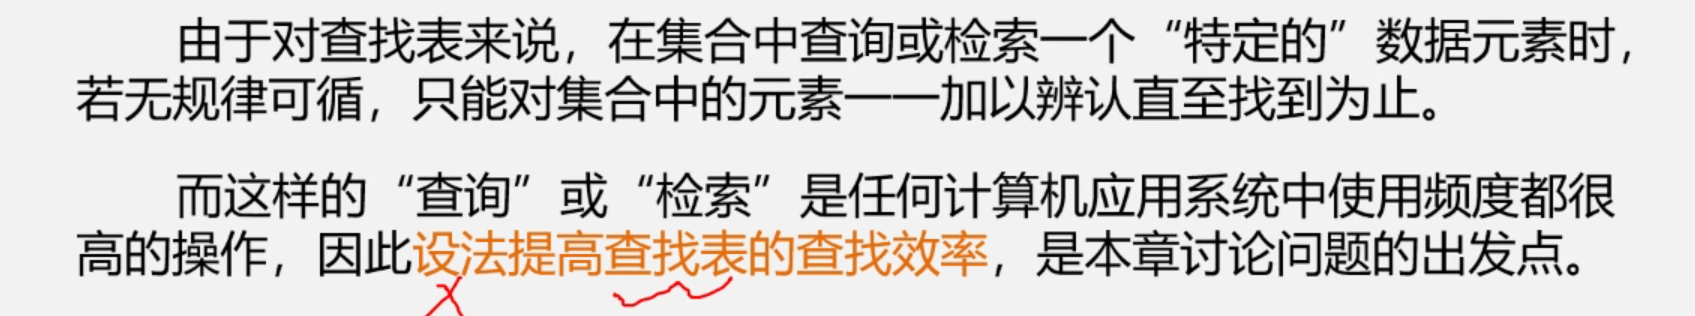 由于对查找表来说，在集合中查询或检索一个“特定的”数据元素时，
若无规律可循，只能对集合中的元素一一加以辨认直至找到为止。
而这样的“查询”或“检索”是任何计算机应用系统中使用频度都很
高的操作，因此设法提高查找表的查找效率，是本章讨论问题的出发点。